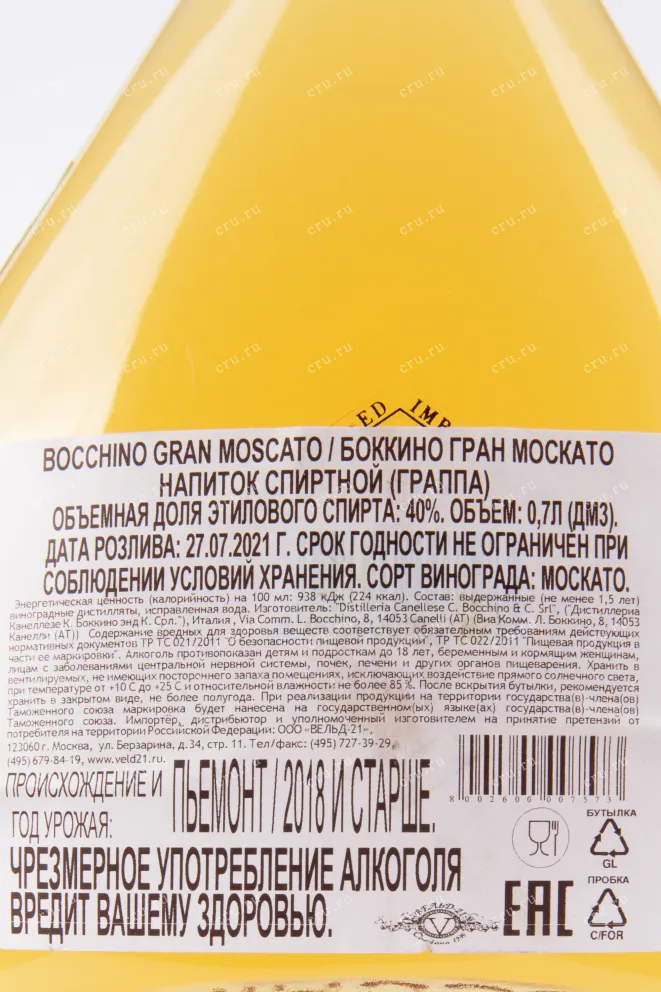 ED IMP
BOCCHINO GRAN MOSCATO / БОККИНО ГРАН МОСКАТО
НАПИТОК СПИРТНОЙ (ГРАППА)
ОБЪЕМНАЯ ДОЛЯ ЭТИЛОВОГО СПИРТА: 40%. ОБЪЕМ: 0,7Л (ДМЗ).
ДАТА РОЗЛИВА: 27.07.2021 Г. СРОК ГОДНОСТИ НЕ ОГРАНИЧЕН ПРИ
СОБЛЮДЕНИИ УСЛОВИЙ ХРАНЕНИЯ. СОРТ ВИНОГРАДА: МОСКАТО.
Энергетическая ценность (калорийность) на 100 мл: 938 кДж (224 ккал). Состав: выдержанные (не менее 1,5 лет)
виноградные дистилляты, исправленная вода. Изготовитель: "Distilleria Canellese C. Bocchino & C. Srl", ("Дистиллериа
Канеллезе К. Боккино энд К. Срл."), Италия , Via Comm. L. Bocchino, 8, 14053 Canelli (AT) (Виа Комм. Л. Боккино, 8, 14053
Канелли (АТ)) Содержание вредных для здоровья веществ соответствует обязательным требованиям действующих
нормативных документов ТР ТС 021/2011 "О безопасности пищевой продукции", ТР ТС 022/2011 "Пищевая продукция в
части ее маркировки". Алкоголь противопоказан детям и подросткам до 18 лет, беременным и кормящим женщинам,
лицам с заболеваниями центральной нервной системы, почек, печени и других органов пищеварения. Хранить в
вентилируемых, не имеющих постороннего запаха помещениях, исключающих воздействие прямого солнечного света,
при температуре от +10 С до +25 С и относительной влажности не более 85 %. После вскрытия бутылки, рекомендуется
хранить в закрытом виде, не более полугода. При реализации продукции на территории государства(в)-члена(ов)
Таможенного союза маркировка будет нанесена на государственном(ых) языке(ах) государства(в)-члена(ов)
Таможенного союза. Импортер, дистрибьютор и уполномоченный изготовителем на принятие претензий от
потребителя на территории Российской Федерации: ООО «ВЕЛЬД-21»,
123060 г. Москва, ул. Берзарина, д.34, стр. 11. Тел/факс: (495) 727-39-29,
(495) 679-84-19, www.veld21.ru.
ПРОИСХОЖДЕНИЕ И
ГОД УРОЖАЯ:
ПЬЕМОНТ / 2018 И СТАРШЕ.
8 002600 007573
ЧРЕЗМЕРНОЕ УПОТРЕБЛЕНИЕ АЛКОГОЛЯ
ВРЕДИТ ВАШЕМУ ЗДОРОВЬЮ.
БУТЫЛКА
GL
ПРОБКА
C/FOR
EAC
ВЕЛЬД
V
cru.ru